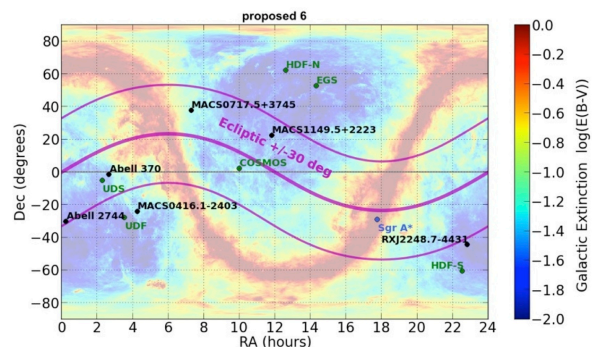 proposed 6
80
60
40
20
0
−20
−40
−60
−80
Dec (degrees)
HDF-N
EGS
MACS0717.5+3745
MACS1149.5+2223
Ecliptic +/-30 deg
COSMOS
Abell 370
UDS
MACS0416.1-2403
Abell 2744
UDF
Sgr A*
RXJ2248.7-4431
HDF-S
0 2 4 6 8 10 12 14 16 18 20 22 24
RA (hours)
0.0
−0.2
−0.4
−0.6
−0.8
−1.0
−1.2
−1.4
−1.6
−1.8
−2.0
Galactic Extinction log(E(B-V)